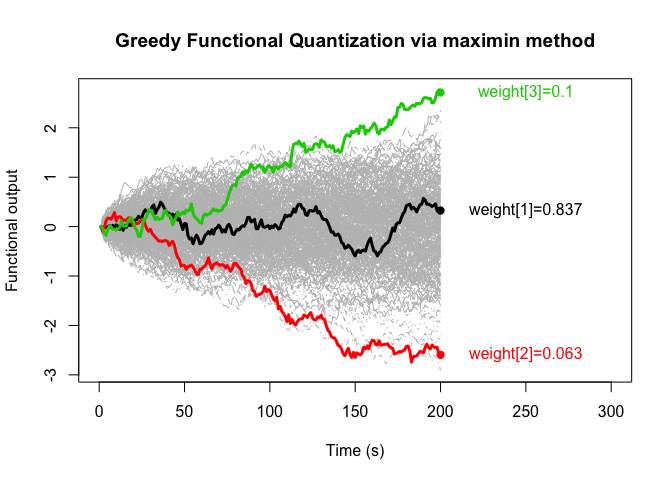 Greedy Functional Quantization via maximin method
weight[3]=0.1
weight[1]=0.837
weight[2]=0.063
Functional output
2
1
0
-1
-2
-3
0 50 100 150 200 250 300
Time (s)